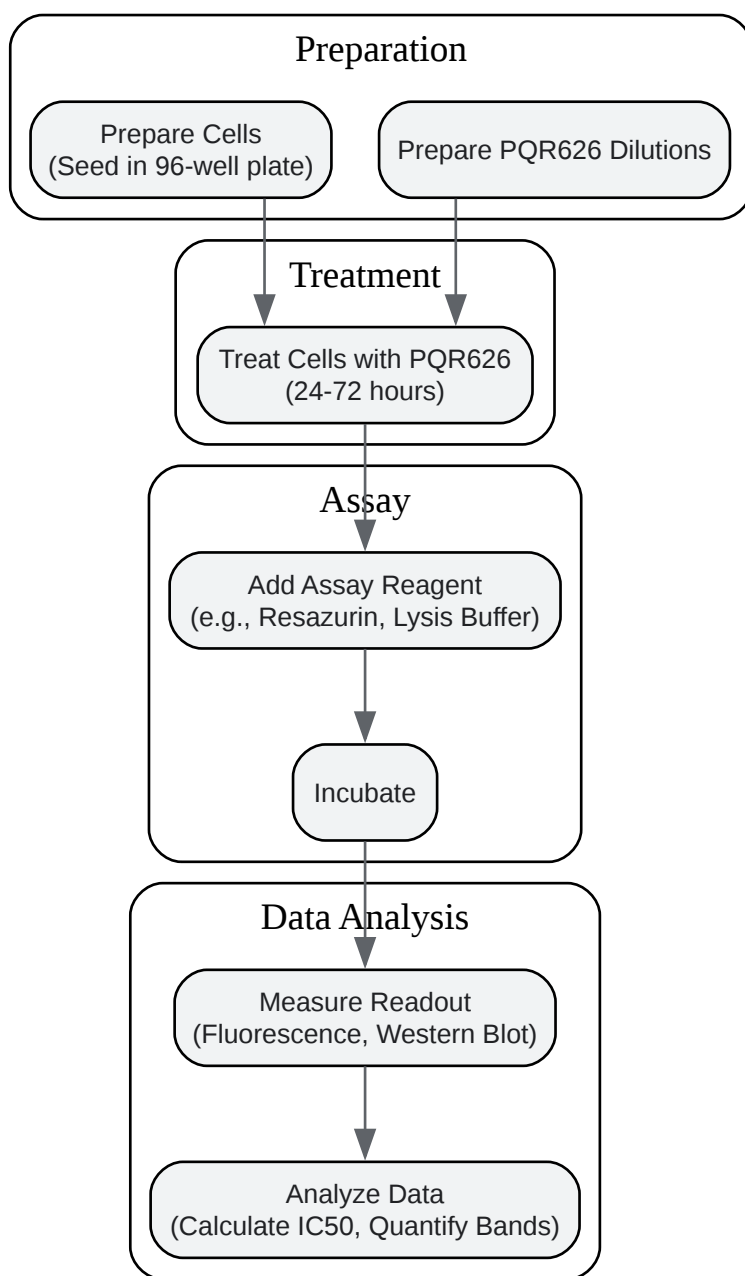 Preparation
Prepare Cells
(Seed in 96-well plate)
Prepare PQR626 Dilutions
Treatment
Treat Cells with PQR626
(24-72 hours)
Assay
Add Assay Reagent
(e.g., Resazurin, Lysis Buffer)
Incubate
Data Analysis
Measure Readout
(Fluorescence, Western Blot)
Analyze Data
(Calculate IC50, Quantify Bands)